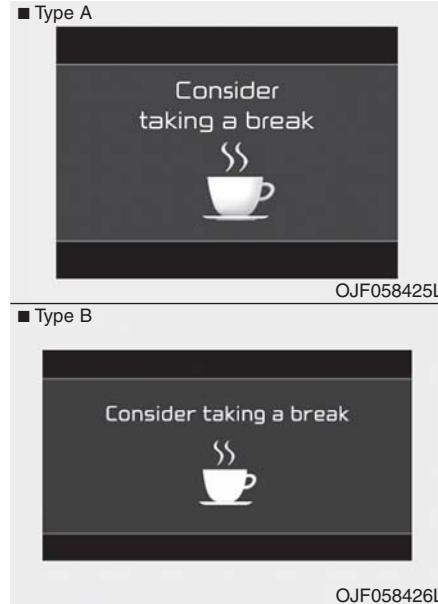 ■ Type A
Consider
taking a break
OJF058425L
■ Type B
Consider taking a break
OJF058426L